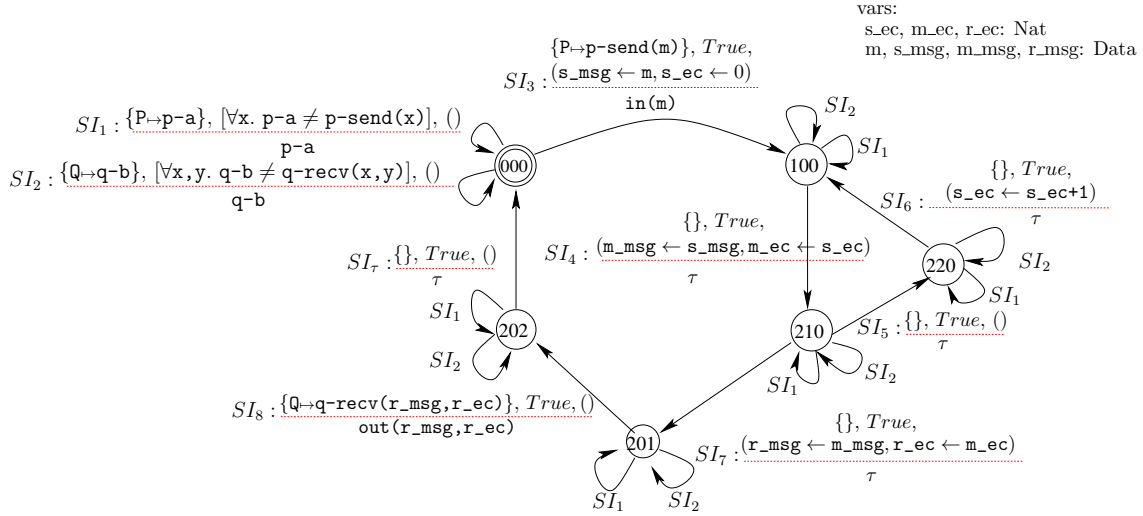 vars:
s_ec, m_ec, r_ec: Nat
m, s_msg, m_msg, r_msg: Data
{P↦p-send(m)}, True,
SI₃ : (s_msg ← m, s_ec ← 0)
in(m)
SI₁ : {P↦p-a}, [∀x. p-a ≠ p-send(x)], ()
p-a
SI₂ : {Q↦q-b}, [∀x,y. q-b ≠ q-recv(x,y)], ()
q-b
000
SI₂
SI₁
100
{}, True,
SI₆ : (s_ec ← s_ec+1)
τ
{}, True,
SI₄ : (m_msg ← s_msg, m_ec ← s_ec)
τ
SIτ : {}, True, ()
τ
220
SI₂
SI₁
SI₁
202
SI₂
210
SI₅ : {}, True, ()
τ
SI₁
SI₂
SI₈ : {Q↦q-recv(r_msg,r_ec)}, True, ()
out(r_msg,r_ec)
201
SI₁
SI₂
{}, True,
SI₇ : (r_msg ← m_msg, r_ec ← m_ec)
τ